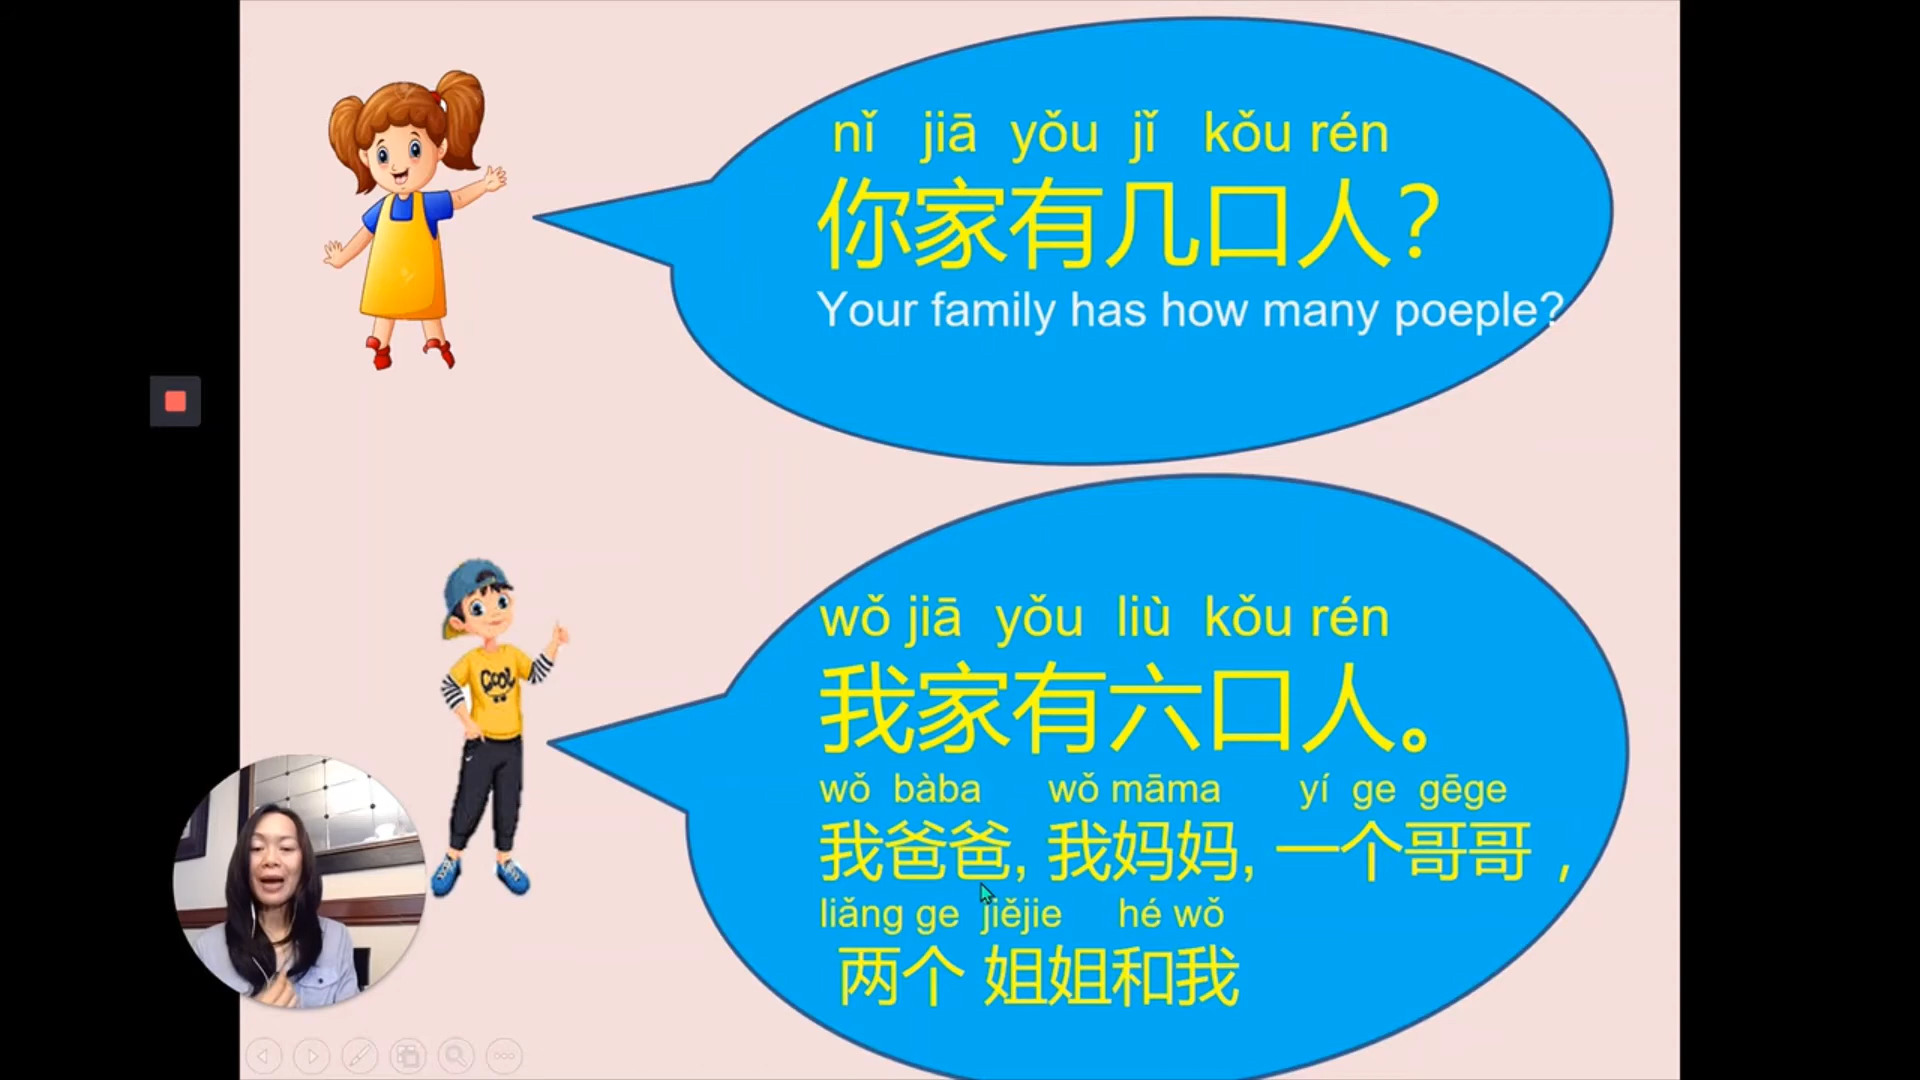 nǐ jiā yǒu jǐ kǒu rén
你家有几口人?
Your family has how many poeple?
wǒ jiā yǒu liù kǒu rén
我家有六口人。
wǒ bàba wǒ māma yí ge gēge
我爸爸, 我妈妈, 一个哥哥，
liǎng ge jiějie hé wǒ
两个 姐姐和我
COOL